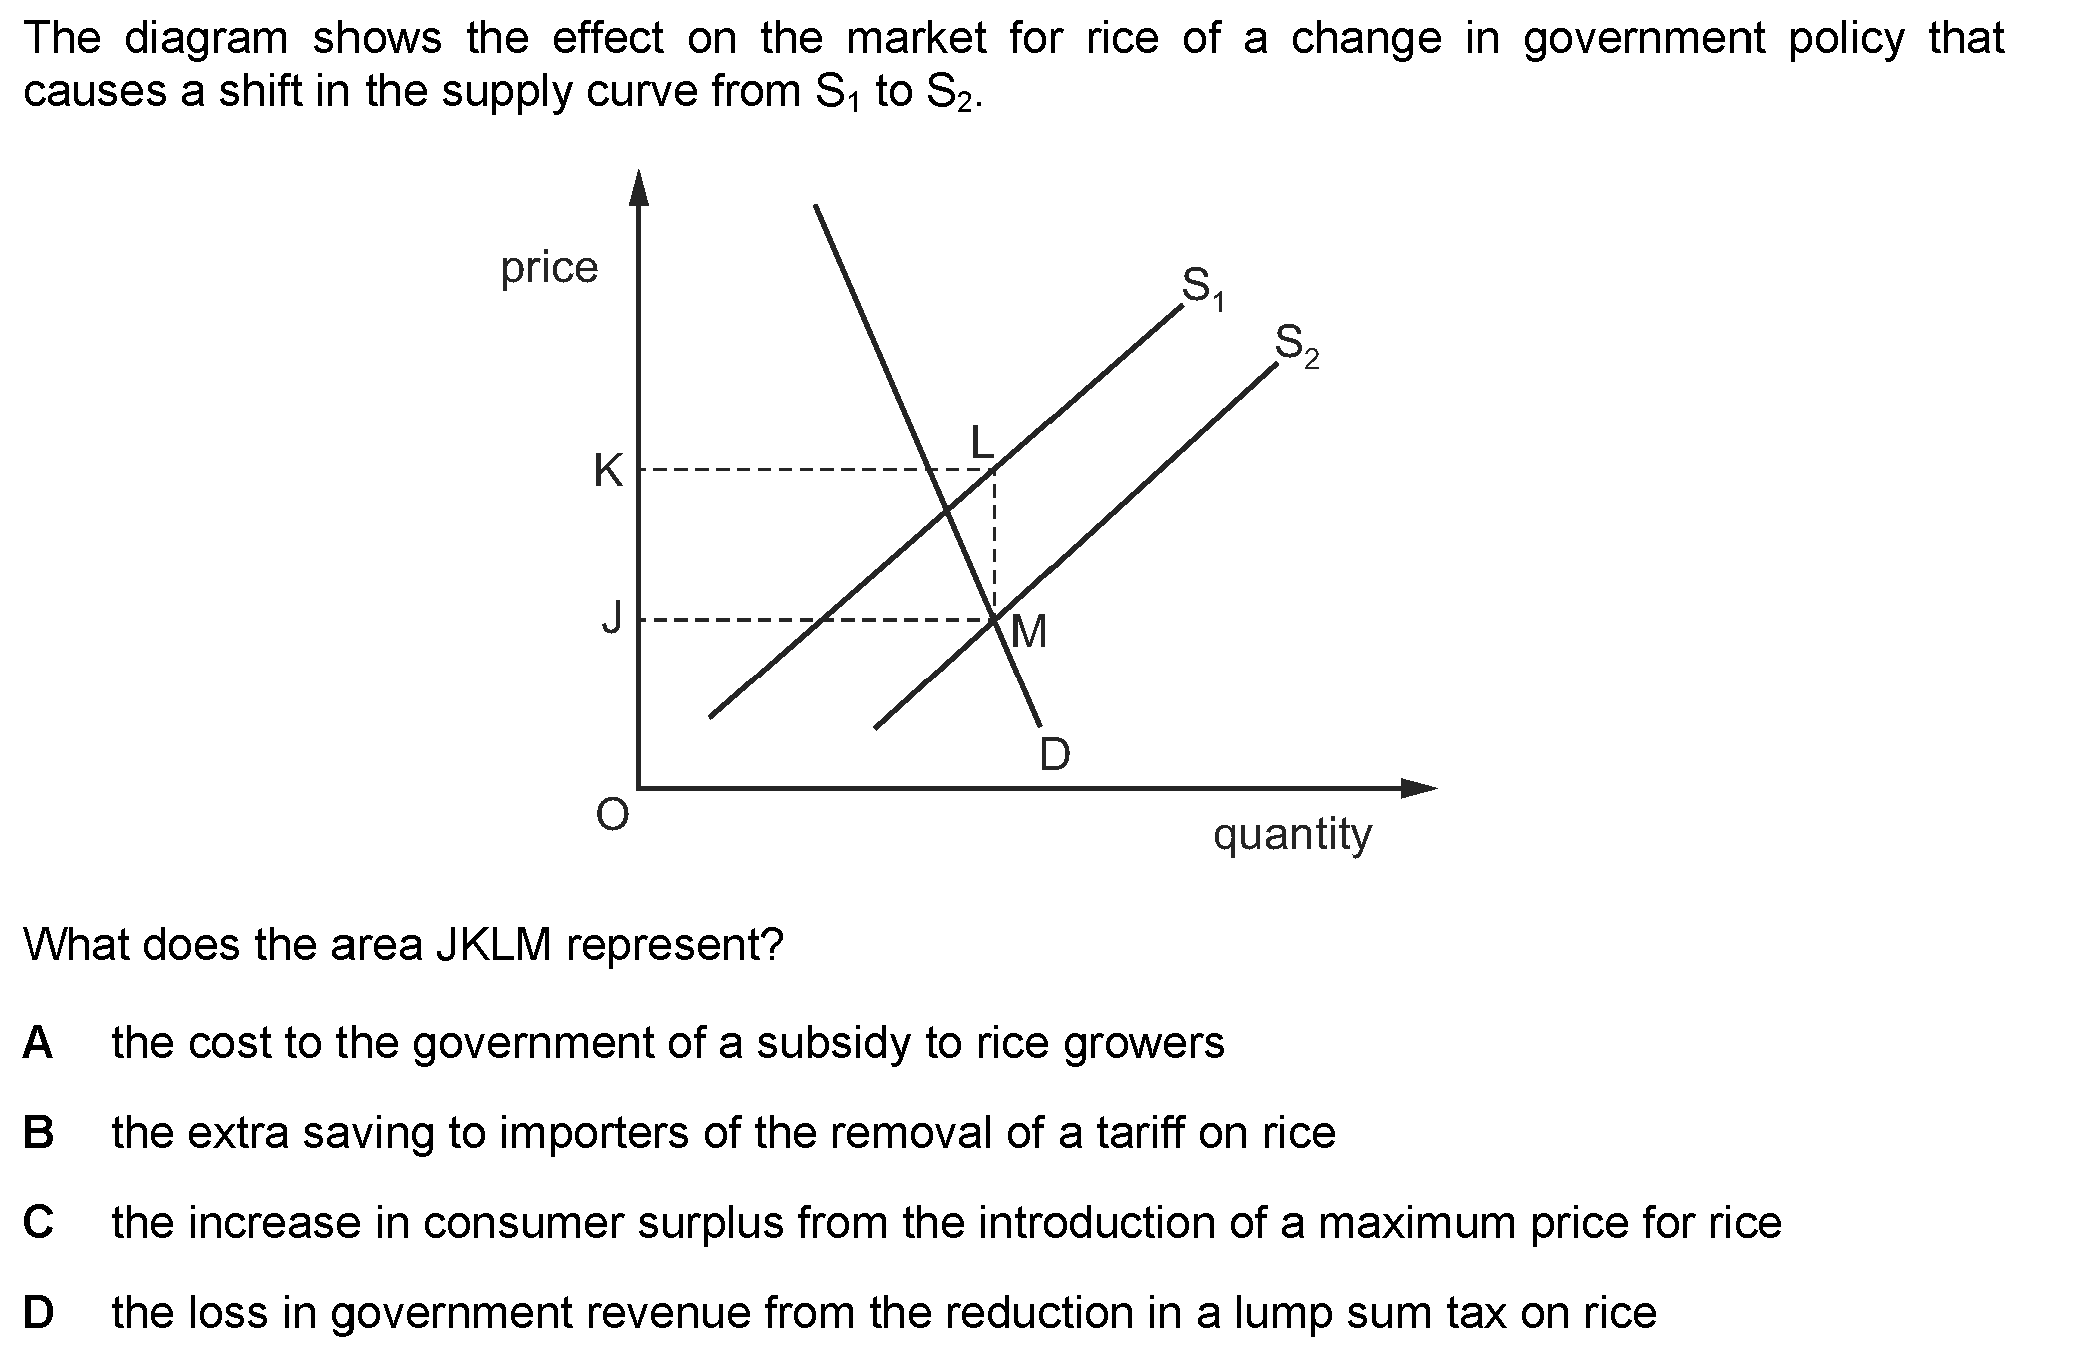 The diagram shows the effect on the market for rice of a change in government policy that
causes a shift in the supply curve from S₁ to S₂.
price
S₁
S₂
L
K
J
M
D
O
quantity
What does the area JKLM represent?
A the cost to the government of a subsidy to rice growers
B the extra saving to importers of the removal of a tariff on rice
C the increase in consumer surplus from the introduction of a maximum price for rice
D the loss in government revenue from the reduction in a lump sum tax on rice